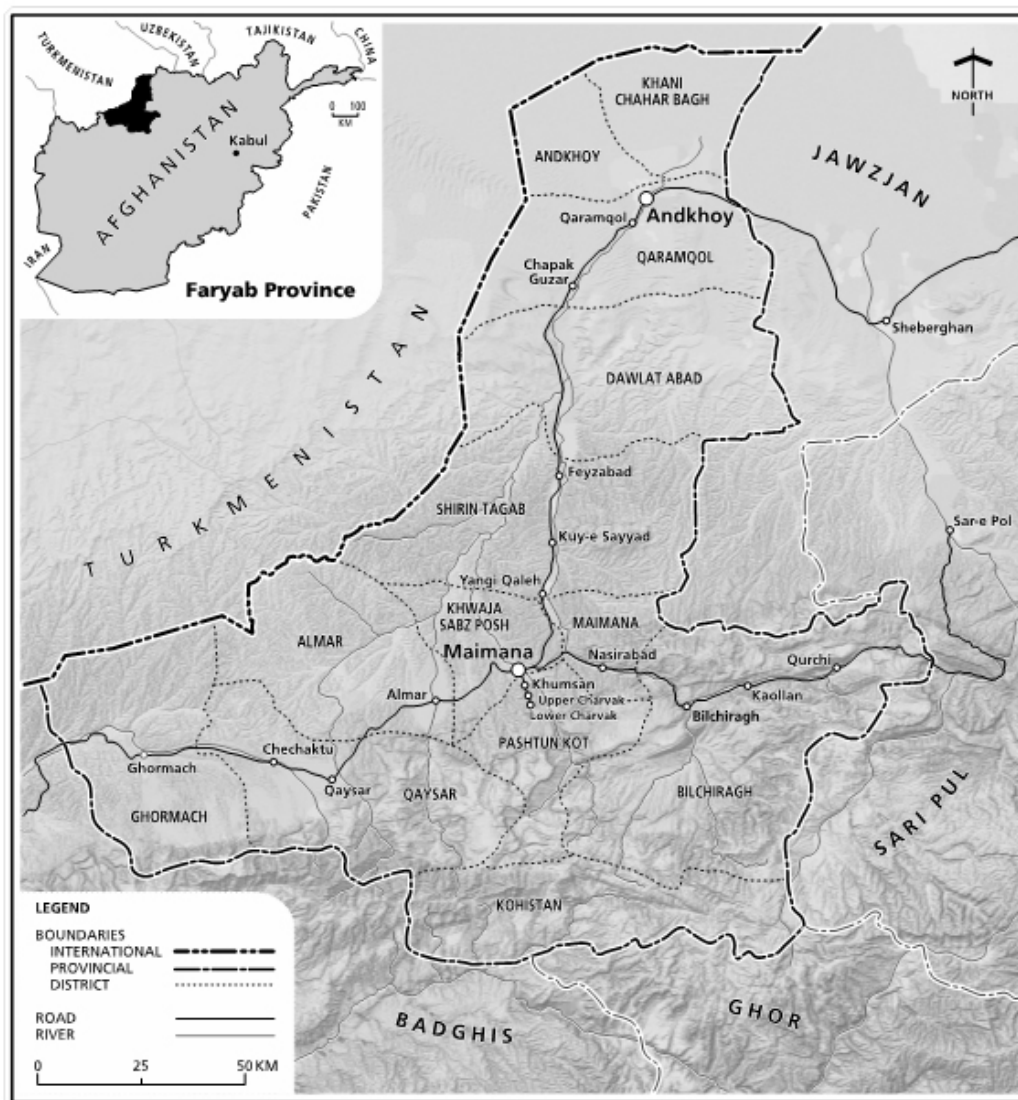 UZBEKISTAN
TAJIKISTAN
CHINA
TURKMENISTAN
0 100
KM
Kabul
AFGHANISTAN
PAKISTAN
IRAN
Faryab Province
NORTH
KHANI
CHAHAR BAGH
ANDKHOY
JAWZJAN
Andkhoy
Qaramqol
QARAMQOL
Chapak
Guzar
Sheberghan
TURKMENISTAN
DAWLAT ABAD
Feyzabad
SHIRIN TAGAB
Sar-e Pol
Kuy-e Sayyad
Yangi Qaleh
KHWAJA
SABZ POSH
MAIMANA
ALMAR
Maimana
Nasirabad
Qurchi
Khumsan
Kaollan
Almar
Upper Charvak
Lower Charvak
Bilchiragh
PASHTUN KOT
Chechaktu
Ghormach
Qaysar
QAYSAR
BILCHIRAGH
GHORMACH
SARI PUL
KOHISTAN
LEGEND
BOUNDARIES
INTERNATIONAL
PROVINCIAL
DISTRICT
ROAD
RIVER
0 25 50 KM
BADGHIS
GHOR